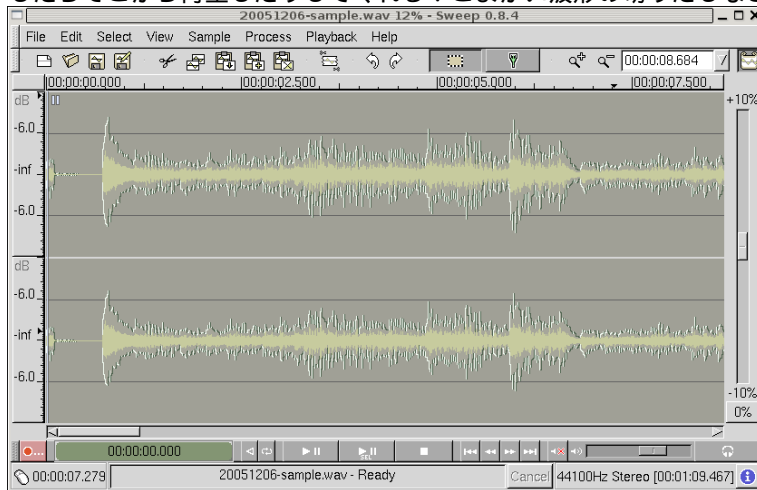 20051206-sample.wav 12% - Sweep 0.8.4
File Edit Select View Sample Process Playback Help
00:00:08.684
00:00:00.000 00:00:02.500 00:00:05.000 00:00:07.500
dB
-6.0
-inf
-6.0
dB
-6.0
-inf
-6.0
+10%
-10%
0%
00:00:00.000
SEL
00:00:07.279 20051206-sample.wav - Ready Cancel 44100Hz Stereo [00:01:09.467]